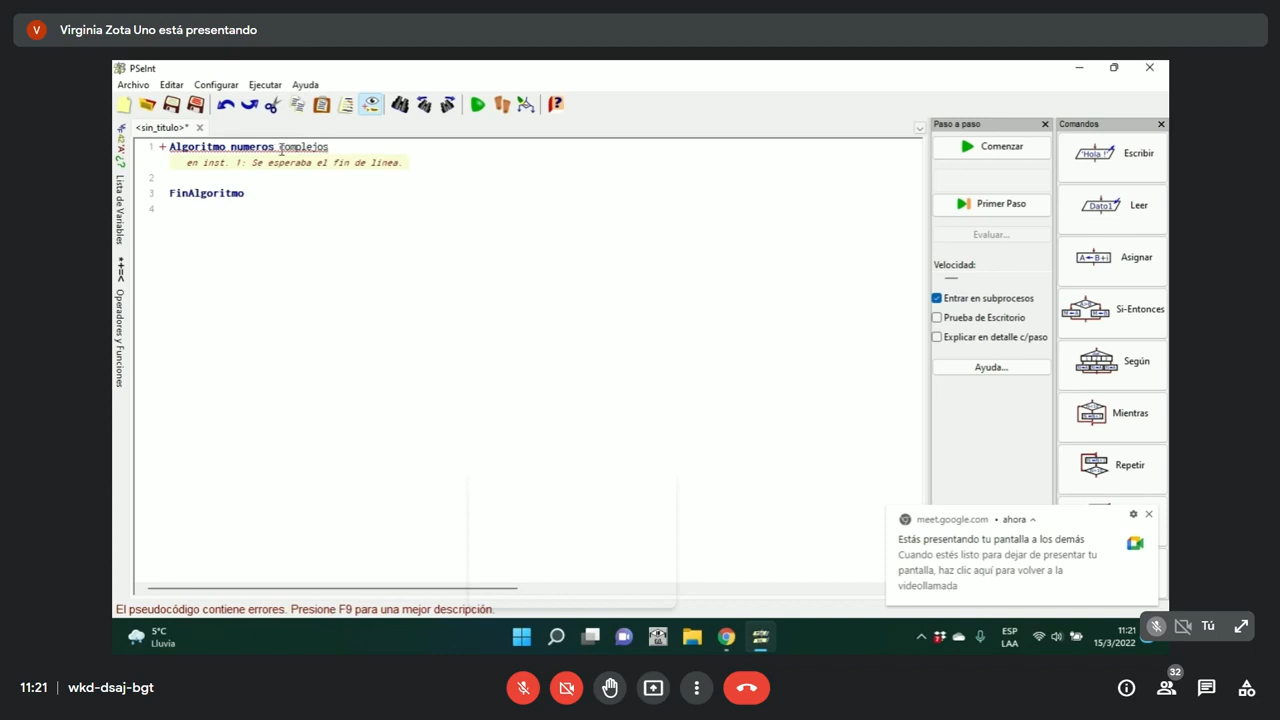 V Virginia Zota Uno está presentando
PSeInt
Archivo Editar Configurar Ejecutar Ayuda
<sin_titulo>*
Paso a paso
Comandos
1 + Algoritmo numeros complejos
en inst. 1: Se esperaba el fin de linea.
2
3 FinAlgoritmo
4
Lista de Variables
*+=< Operadores y Funciones
Comenzar
Primer Paso
Evaluar...
Velocidad:
Entrar en subprocesos
Prueba de Escritorio
Explicar en detalle c/paso
Ayuda...
'Hola !' Escribir
Dato1 Leer
A←B+i Asignar
Si-Entonces
Según
Mientras
Repetir
meet.google.com • ahora
Estás presentando tu pantalla a los demás
Cuando estés listo para dejar de presentar tu
pantalla, haz clic aquí para volver a la
videollamada
El pseudocódigo contiene errores. Presione F9 para una mejor descripción.
5°C
Lluvia
ESP
LAA
11:21
15/3/2022
Tú
11:21 | wkd-dsaj-bgt
32